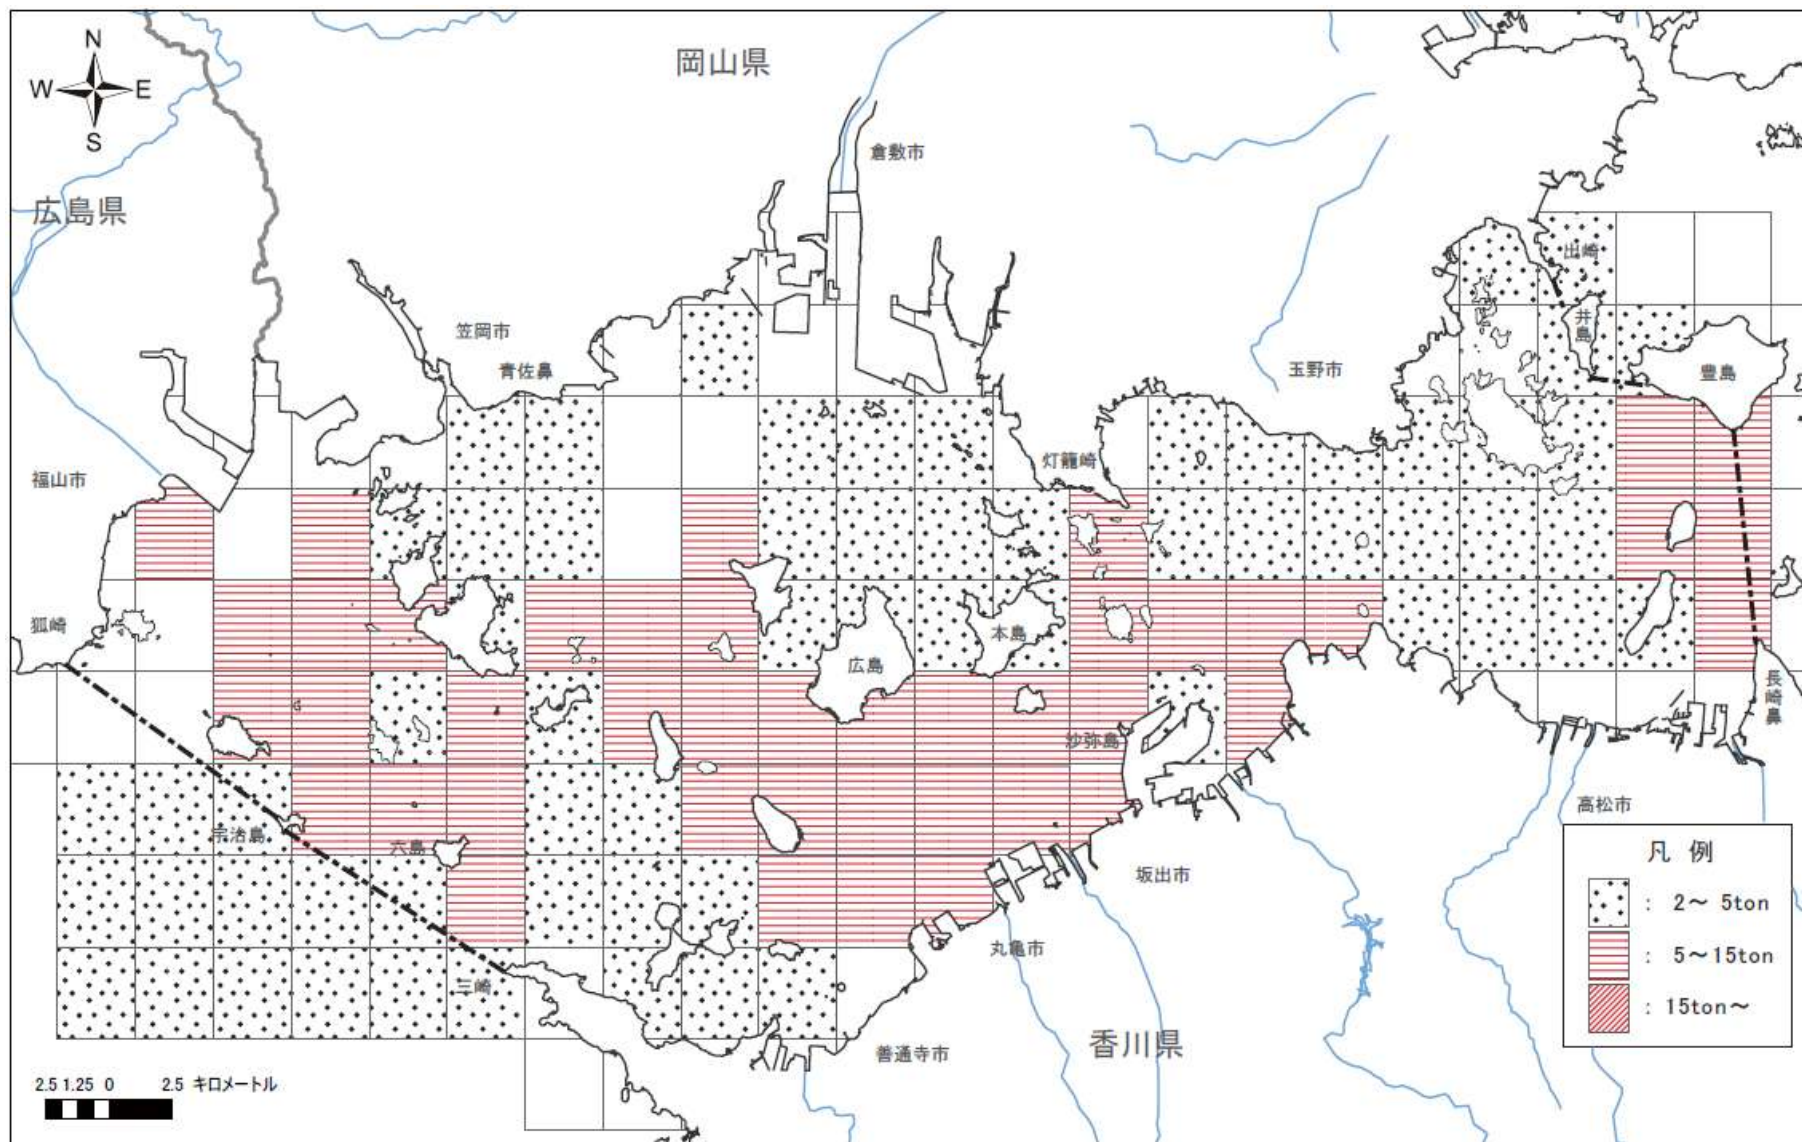 N
W E
S
岡山県
倉敷市
広島県
出崎
井島
笠岡市
青佐鼻
玉野市
豊島
灯籠崎
福山市
狐崎
本島
広島
長崎鼻
沙弥島
高松市
宇治島
六島
坂出市
丸亀市
三崎
善通寺市
香川県
凡 例
: 2～ 5ton
: 5～15ton
: 15ton～
2.5 1.25 0 2.5 キロメートル